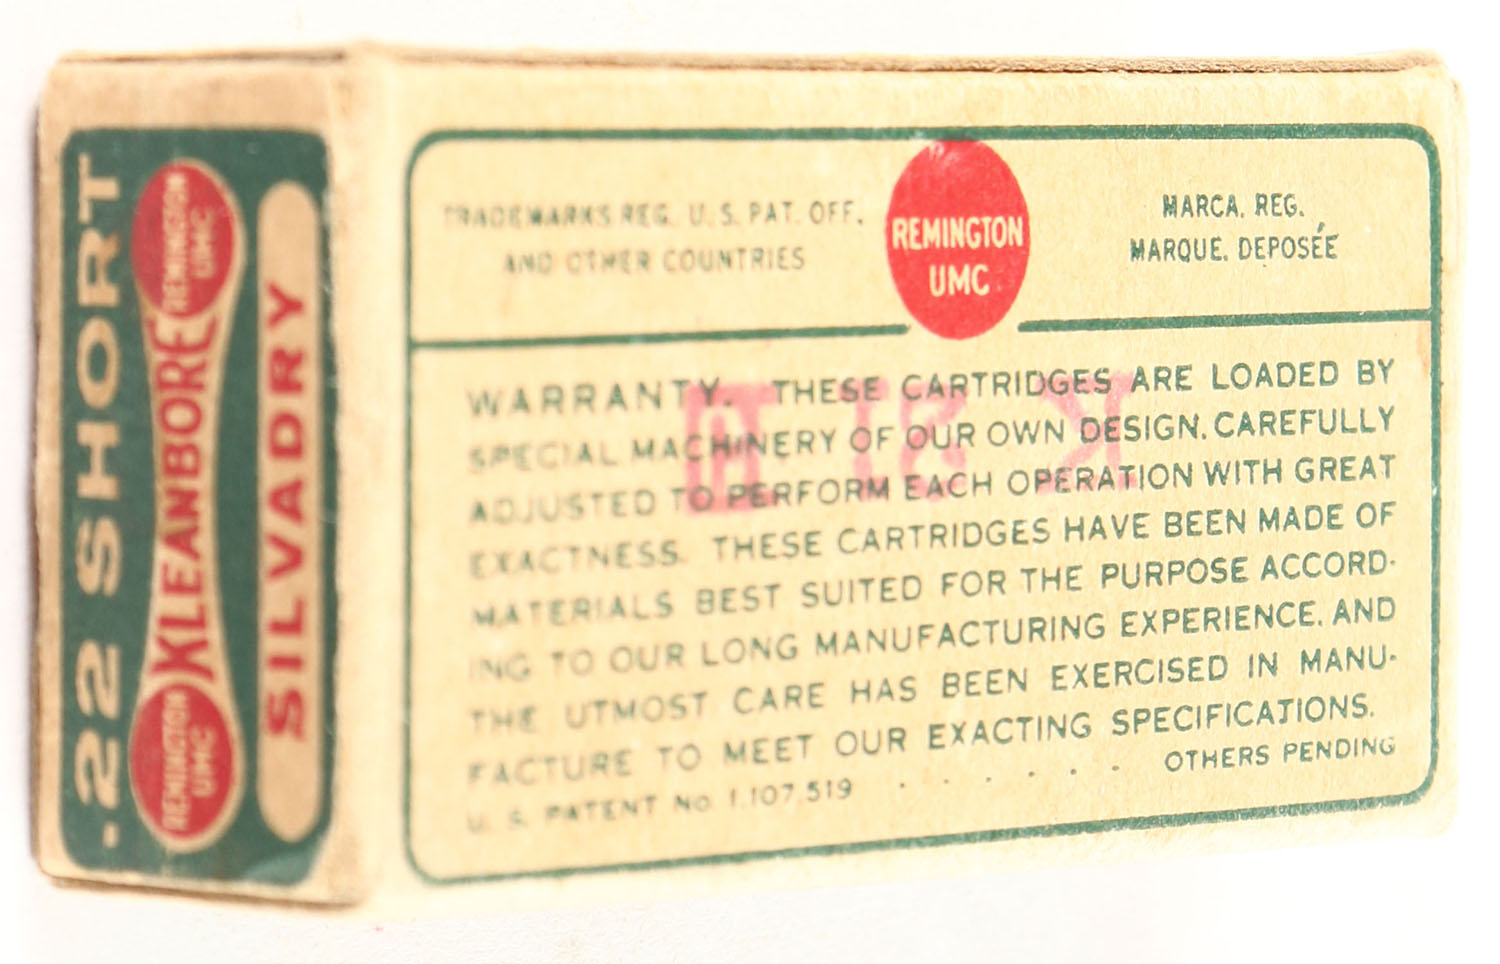 .22 SHORT
REMINGTON
UMC
KLEANBORE
REMINGTON
UMC
SILVADRY
TRADEMARKS REG. U. S. PAT. OFF.
AND OTHER COUNTRIES
REMINGTON
UMC
MARCA. REG.
MARQUE. DEPOSÉE
WARRANTY. THESE CARTRIDGES ARE LOADED BY
SPECIAL MACHINERY OF OUR OWN DESIGN. CAREFULLY
ADJUSTED TO PERFORM EACH OPERATION WITH GREAT
EXACTNESS. THESE CARTRIDGES HAVE BEEN MADE OF
MATERIALS BEST SUITED FOR THE PURPOSE ACCORD-
ING TO OUR LONG MANUFACTURING EXPERIENCE. AND
THE UTMOST CARE HAS BEEN EXERCISED IN MANU-
FACTURE TO MEET OUR EXACTING SPECIFICATIONS.
U. S. PATENT No 1,107,519 . . . . . . OTHERS PENDING